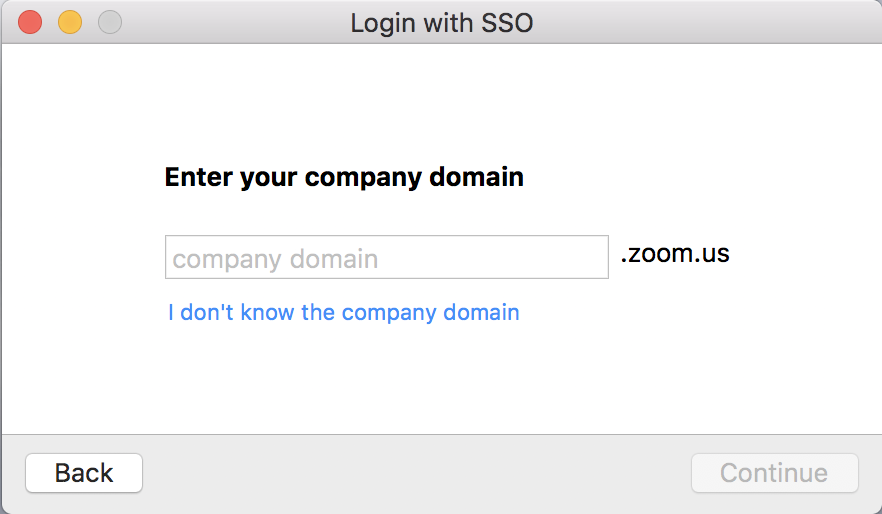 Login with SSO
Enter your company domain
company domain .zoom.us
I don't know the company domain
Back Continue